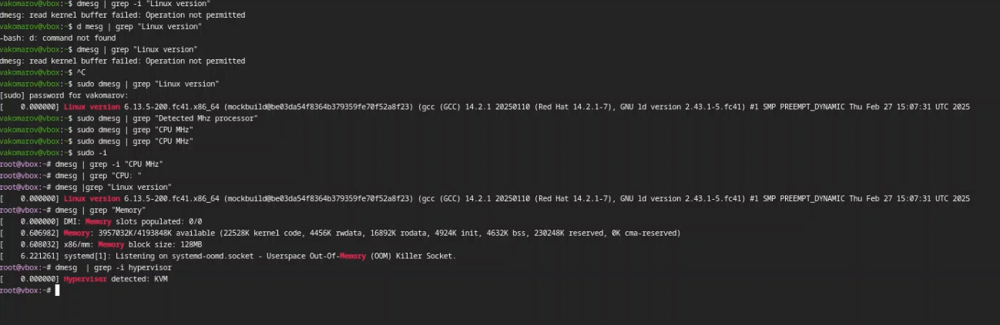 vakomarov@vbox:~$ dmesg | grep -i "Linux version"
dmesg: read kernel buffer failed: Operation not permitted
vakomarov@vbox:~$ d mesg | grep "Linux version"
-bash: d: command not found
vakomarov@vbox:~$ dmesg | grep "Linux version"
dmesg: read kernel buffer failed: Operation not permitted
vakomarov@vbox:~$ ^C
vakomarov@vbox:~$ sudo dmesg | grep "Linux version"
[sudo] password for vakomarov:
[    0.000000] Linux version 6.13.5-200.fc41.x86_64 (mockbuild@be03da54f8364b379359fe70f52a8f23) (gcc (GCC) 14.2.1 20250110 (Red Hat 14.2.1-7), GNU ld version 2.43.1-5.fc41) #1 SMP PREEMPT_DYNAMIC Thu Feb 27 15:07:31 UTC 2025
vakomarov@vbox:~$ sudo dmesg | grep "Detected Mhz processor"
vakomarov@vbox:~$ sudo dmesg | grep "CPU MHz"
vakomarov@vbox:~$ sudo dmesg | grep "CPU MHz"
vakomarov@vbox:~$ sudo -i
root@vbox:~# dmesg | grep -i "CPU MHz"
root@vbox:~# dmesg | grep "CPU: "
root@vbox:~# dmesg |grep "Linux version"
[    0.000000] Linux version 6.13.5-200.fc41.x86_64 (mockbuild@be03da54f8364b379359fe70f52a8f23) (gcc (GCC) 14.2.1 20250110 (Red Hat 14.2.1-7), GNU ld version 2.43.1-5.fc41) #1 SMP PREEMPT_DYNAMIC Thu Feb 27 15:07:31 UTC 2025
root@vbox:~# dmesg | grep "Memory"
[    0.000000] DMI: Memory slots populated: 0/0
[    0.606982] Memory: 3957032K/4193848K available (22528K kernel code, 4456K rwdata, 16892K rodata, 4924K init, 4632K bss, 230248K reserved, 0K cma-reserved)
[    0.608032] x86/mm: Memory block size: 128MB
[    6.221261] systemd[1]: Listening on systemd-oomd.socket - Userspace Out-Of-Memory (OOM) Killer Socket.
root@vbox:~# dmesg  | grep -i hypervisor
[    0.000000] Hypervisor detected: KVM
root@vbox:~#